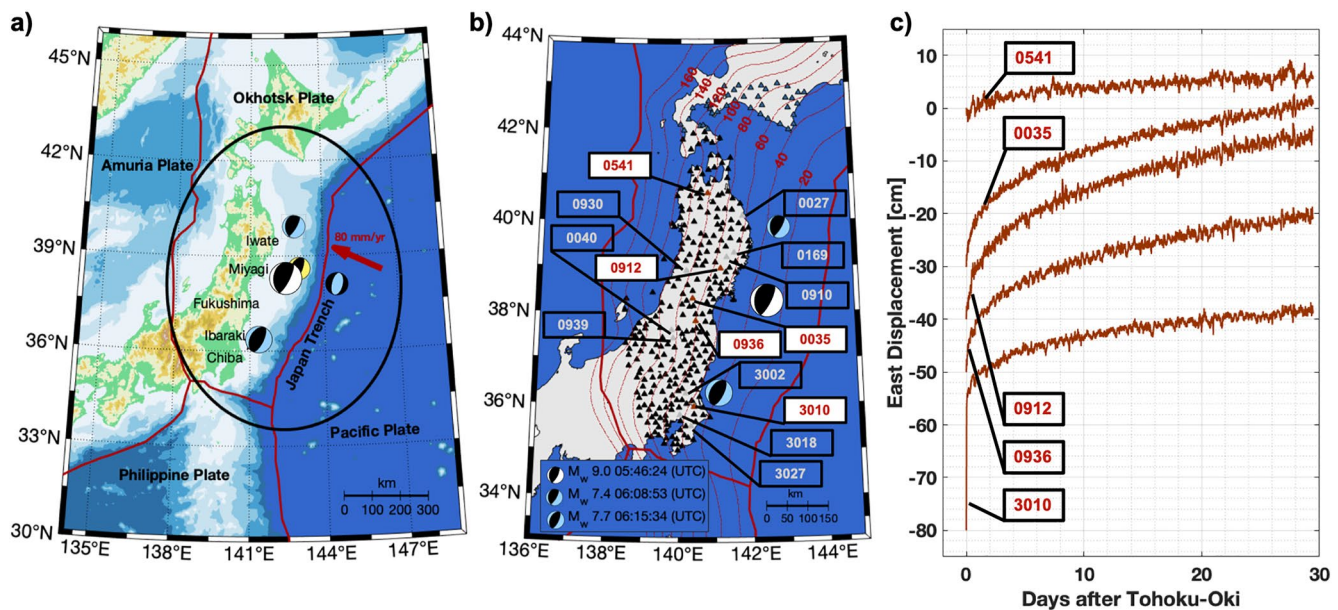 a)
45°N
42°N
39°N
36°N
33°N
30°N
135°E
138°E
141°E
144°E
147°E
Okhotsk Plate
Amuria Plate
Iwate
80 mm/yr
Miyagi
Fukushima
Ibaraki
Chiba
Japan Trench
Pacific Plate
Philippine Plate
km
0 100 200 300
b)
44°N
42°N
40°N
38°N
36°N
34°N
136°E
138°E
140°E
142°E
144°E
160
140
120
100
80
60
40
20
0541
0930
0027
0040
0169
0912
0910
0939
0936
0035
3002
3010
3018
3027
Mw 9.0 05:46:24 (UTC)
Mw 7.4 06:08:53 (UTC)
Mw 7.7 06:15:34 (UTC)
km
0 50 100 150
c)
East Displacement [cm]
10
0
-10
-20
-30
-40
-50
-60
-70
-80
0541
0035
0912
0936
3010
0 10 20 30
Days after Tohoku-Oki